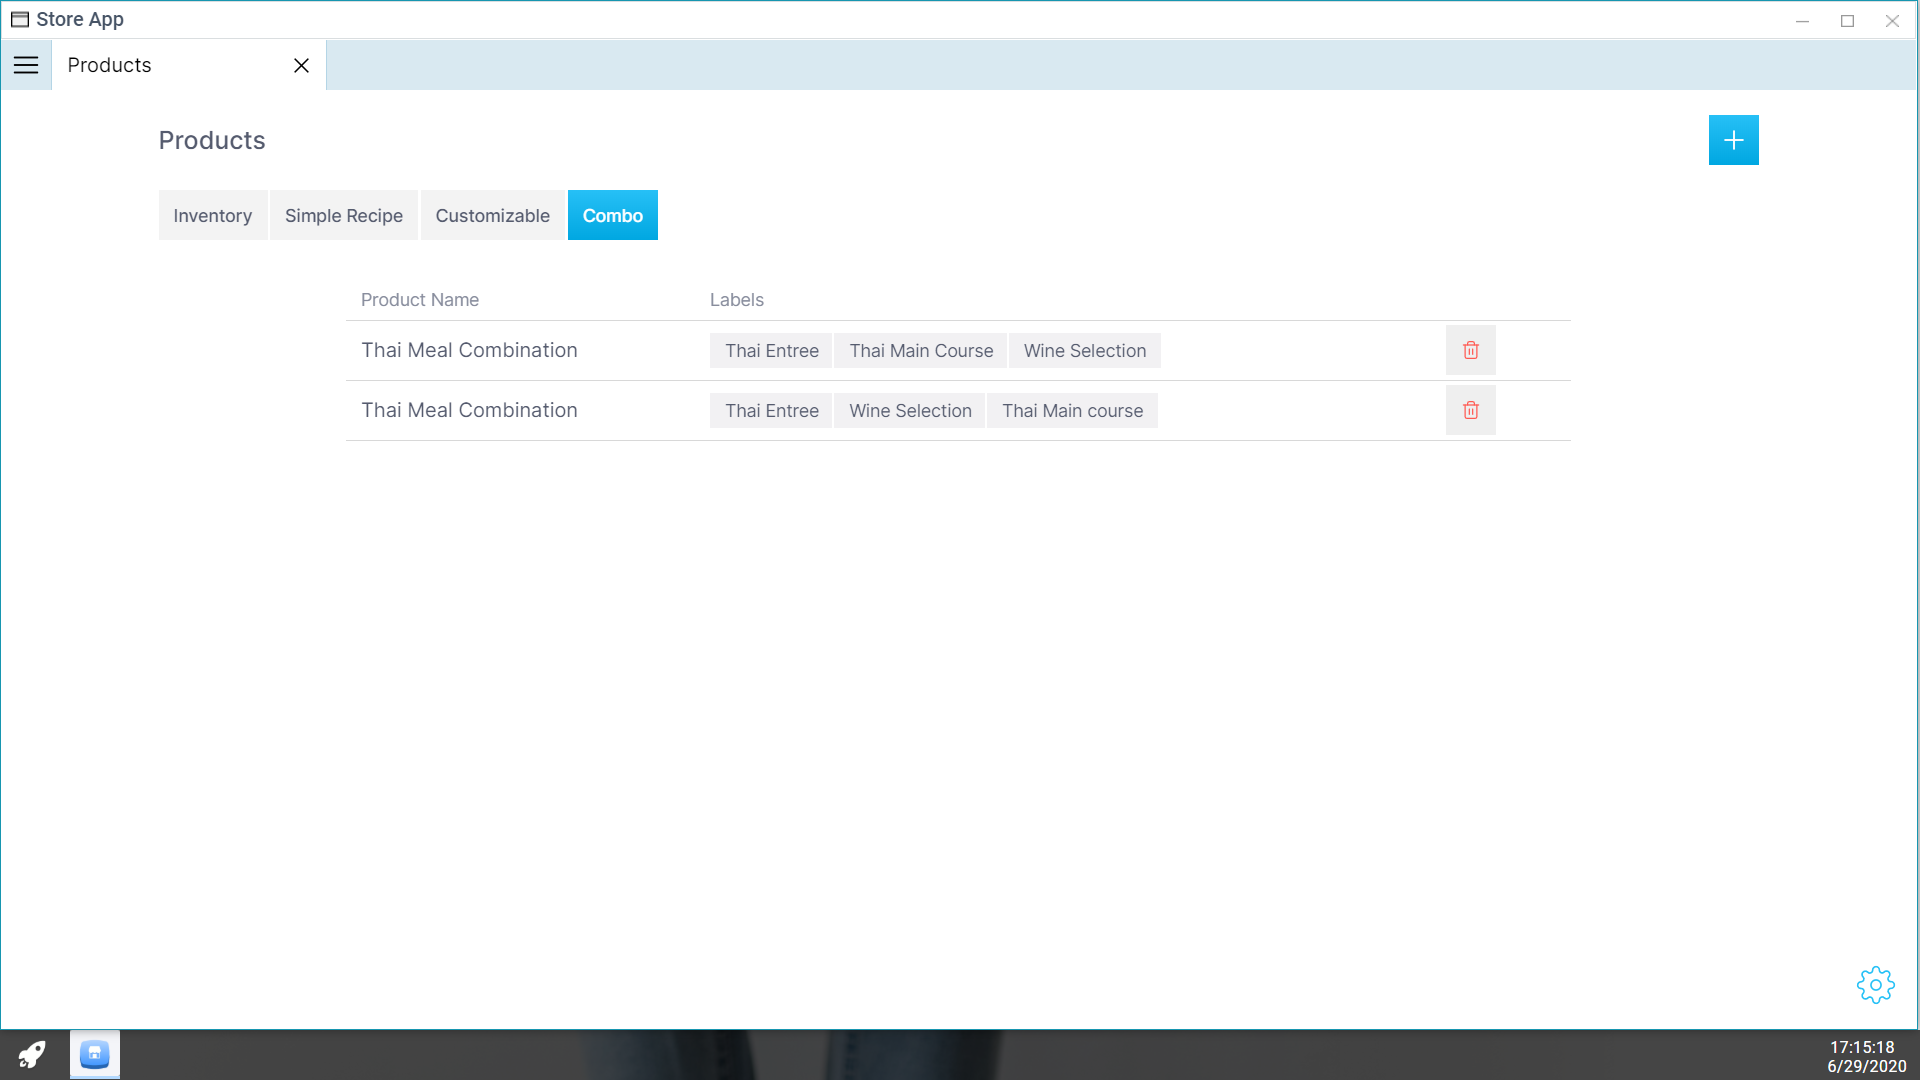 Store App
Products
Products
Inventory Simple Recipe Customizable Combo
Product Name Labels
Thai Meal Combination Thai Entree Thai Main Course Wine Selection
Thai Meal Combination Thai Entree Wine Selection Thai Main course
17:15:18
6/29/2020